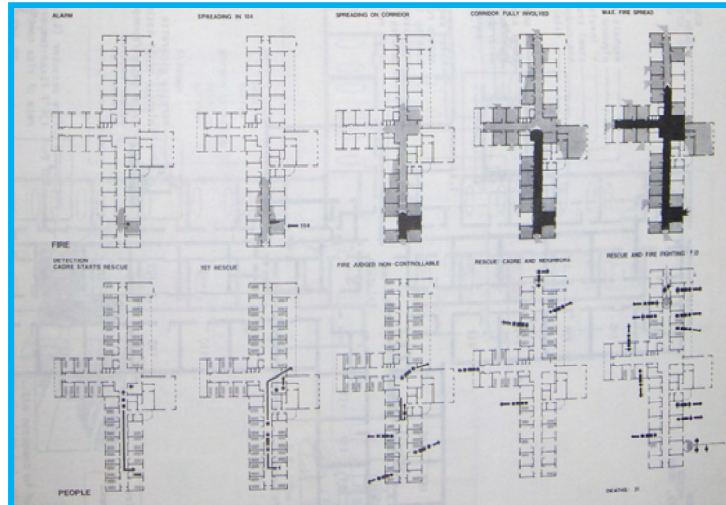 ALARM
SPREADING IN 104
SPREADING ON CORRIDOR
CORRIDOR FULLY INVOLVED
MAX. FIRE SPREAD
104
FIRE
DETECTION
CADRE STARTS RESCUE
1ST RESCUE
FIRE JUDGED NON-CONTROLLABLE
RESCUE: CADRE AND NEIGHBORS
RESCUE AND FIRE FIGHTING F.D
PEOPLE
DEATHS: